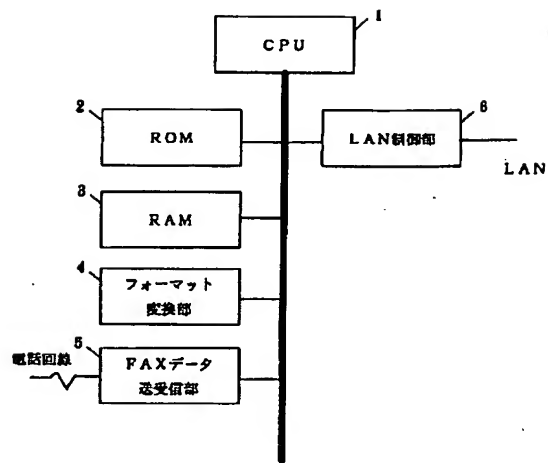 1
CPU
2
ROM
6
LAN制御部
LAN
3
RAM
4
フォーマット
変換部
電話回線
5
FAXデータ
送受信部